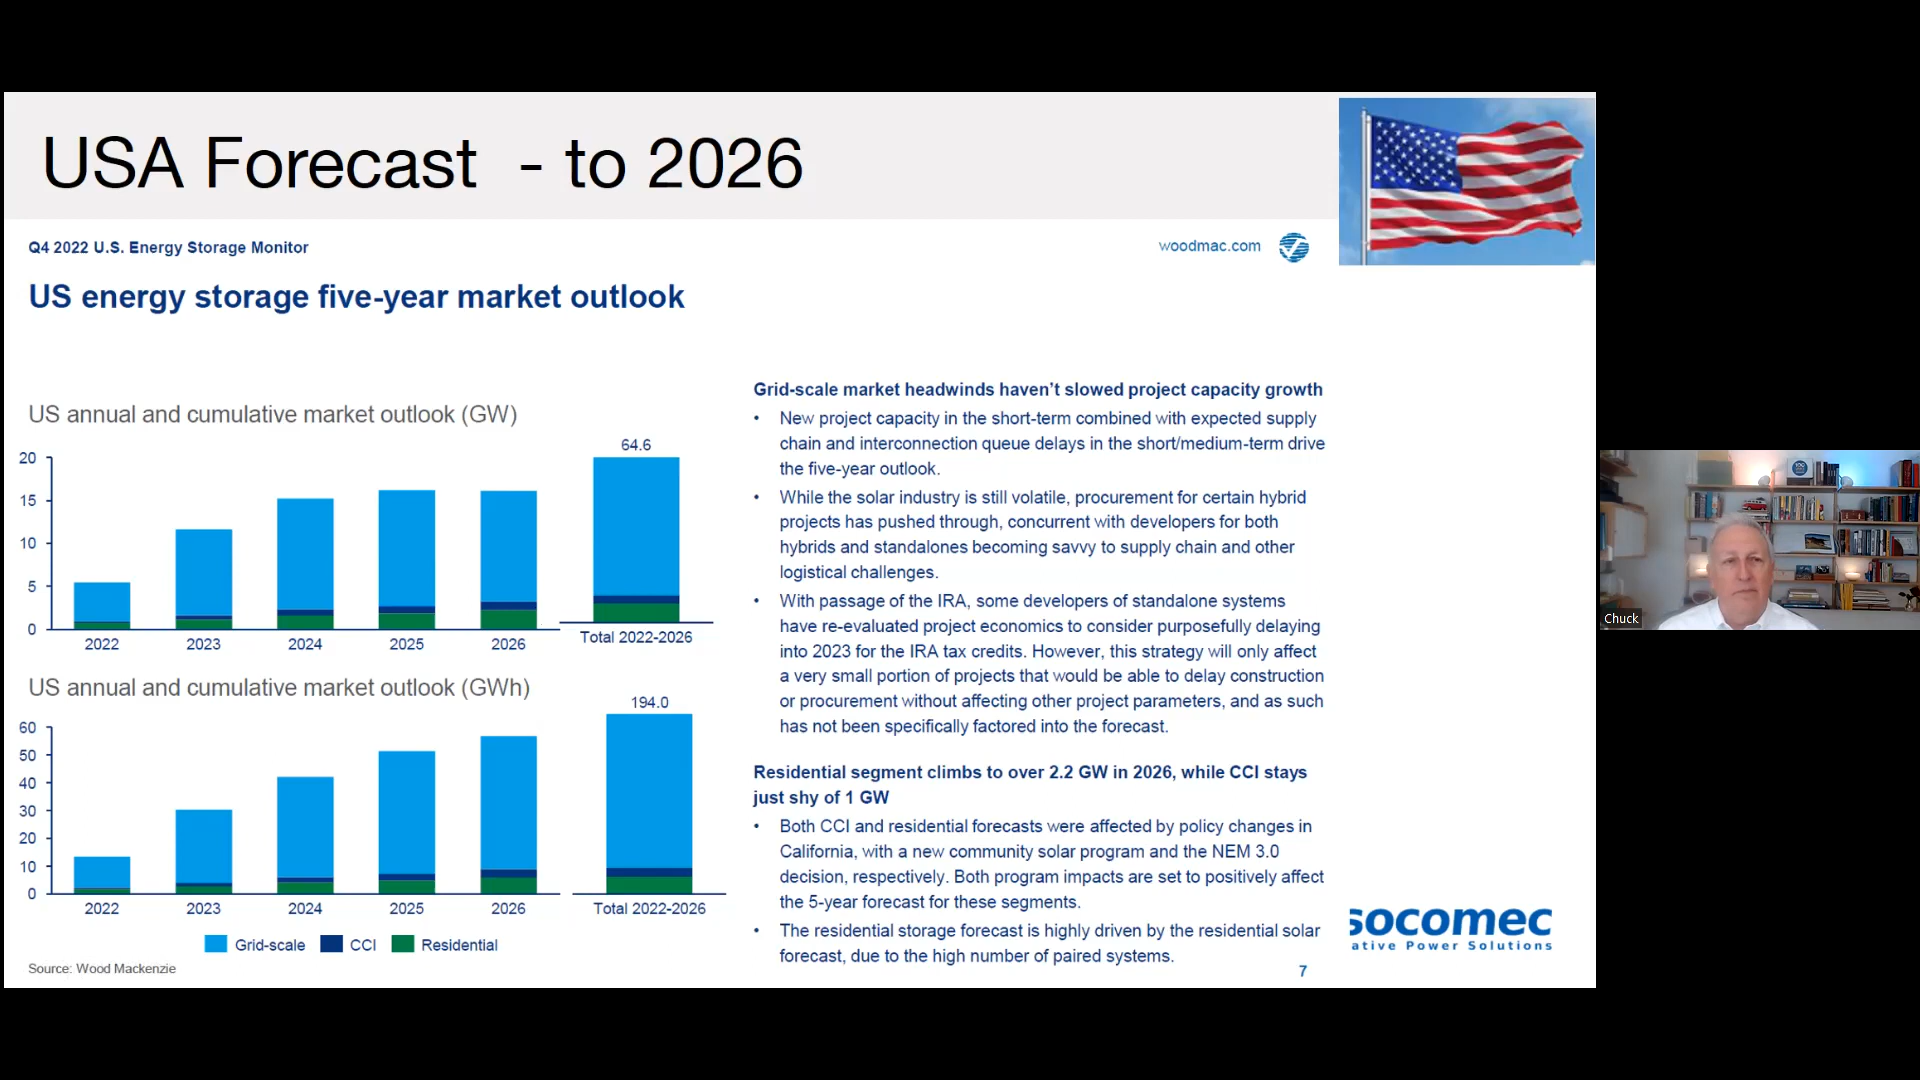 USA Forecast - to 2026
Q4 2022 U.S. Energy Storage Monitor
woodmac.com
US energy storage five-year market outlook
US annual and cumulative market outlook (GW)
64.6
20
15
10
5
0
2022 2023 2024 2025 2026 Total 2022-2026
US annual and cumulative market outlook (GWh)
194.0
60
50
40
30
20
10
0
2022 2023 2024 2025 2026 Total 2022-2026
Grid-scale CCI Residential
Source: Wood Mackenzie
Grid-scale market headwinds haven’t slowed project capacity growth
• New project capacity in the short-term combined with expected supply
chain and interconnection queue delays in the short/medium-term drive
the five-year outlook.
• While the solar industry is still volatile, procurement for certain hybrid
projects has pushed through, concurrent with developers for both
hybrids and standalones becoming savvy to supply chain and other
logistical challenges.
• With passage of the IRA, some developers of standalone systems
have re-evaluated project economics to consider purposefully delaying
into 2023 for the IRA tax credits. However, this strategy will only affect
a very small portion of projects that would be able to delay construction
or procurement without affecting other project parameters, and as such
has not been specifically factored into the forecast.
Residential segment climbs to over 2.2 GW in 2026, while CCI stays
just shy of 1 GW
• Both CCI and residential forecasts were affected by policy changes in
California, with a new community solar program and the NEM 3.0
decision, respectively. Both program impacts are set to positively affect
the 5-year forecast for these segments.
• The residential storage forecast is highly driven by the residential solar
forecast, due to the high number of paired systems.
7
socomec
ative Power Solutions
Chuck